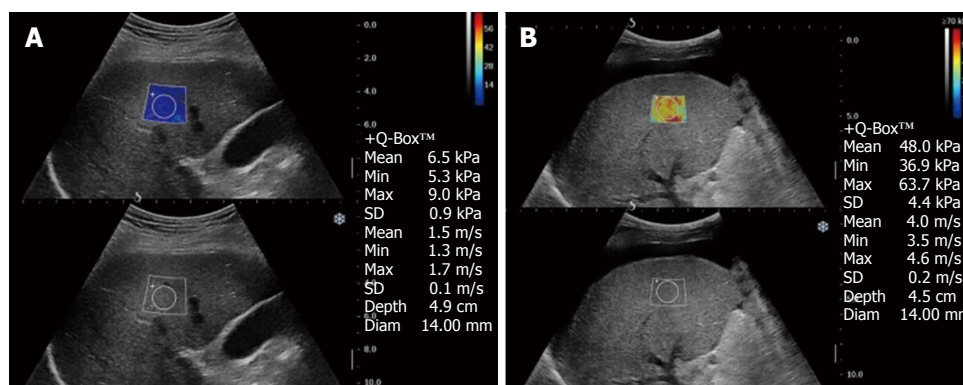 A
56
42
28
14
0.0
2.0
4.0
6.0
8.0
10.0
+Q-Box™
Mean 6.5 kPa
Min 5.3 kPa
Max 9.0 kPa
SD 0.9 kPa
Mean 1.5 m/s
Min 1.3 m/s
Max 1.7 m/s
SD 0.1 m/s
Depth 4.9 cm
Diam 14.00 mm
B
≥70
0.0
5.0
10.0
+Q-Box™
Mean 48.0 kPa
Min 36.9 kPa
Max 63.7 kPa
SD 4.4 kPa
Mean 4.0 m/s
Min 3.5 m/s
Max 4.6 m/s
SD 0.2 m/s
Depth 4.5 cm
Diam 14.00 mm